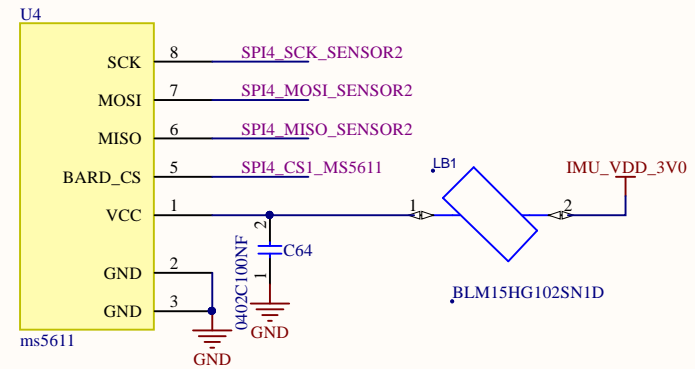 U4
SCK 8 SPI4_SCK_SENSOR2
MOSI 7 SPI4_MOSI_SENSOR2
MISO 6 SPI4_MISO_SENSOR2
BARD_CS 5 SPI4_CS1_MS5611
LB1
IMU_VDD_3V0
VCC 1
1
2
2
C64
1
0402C100NF
GND 2
GND 3
GND
GND
BLM15HG102SN1D
ms5611